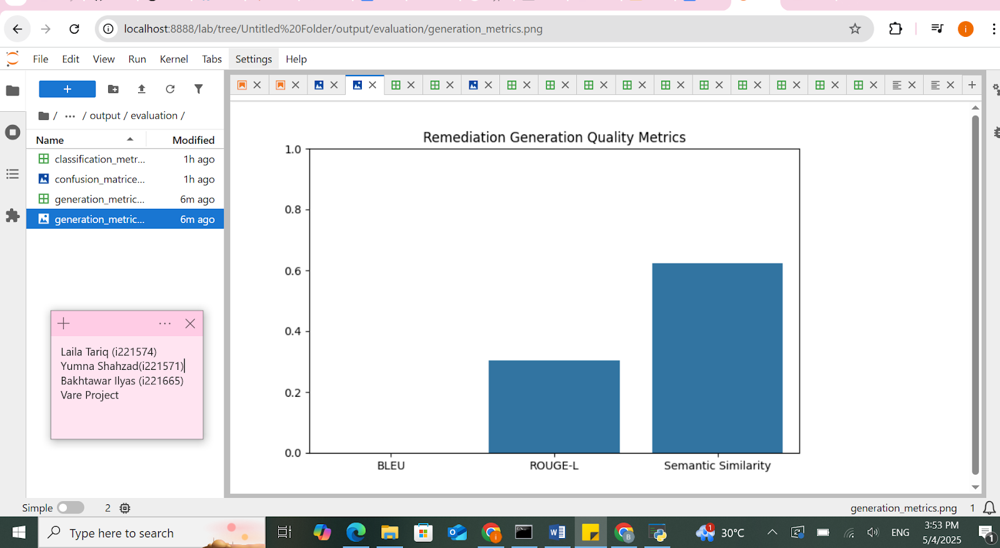 localhost:8888/lab/tree/Untitled%20Folder/output/evaluation/generation_metrics.png
i
File Edit View Run Kernel Tabs Settings Help
/ ... / output / evaluation /
Name Modified
classification_metr... 1h ago
confusion_matrice... 1h ago
generation_metric... 6m ago
generation_metric... 6m ago
Laila Tariq (i221574)
Yumna Shahzad(i221571)
Bakhtawar Ilyas (i221665)
Vare Project
Remediation Generation Quality Metrics
1.0
0.8
0.6
0.4
0.2
0.0
BLEU ROUGE-L Semantic Similarity
Simple 2 generation_metrics.png 1
Type here to search 1 30°C ENG 3:53 PM
5/4/2025 1